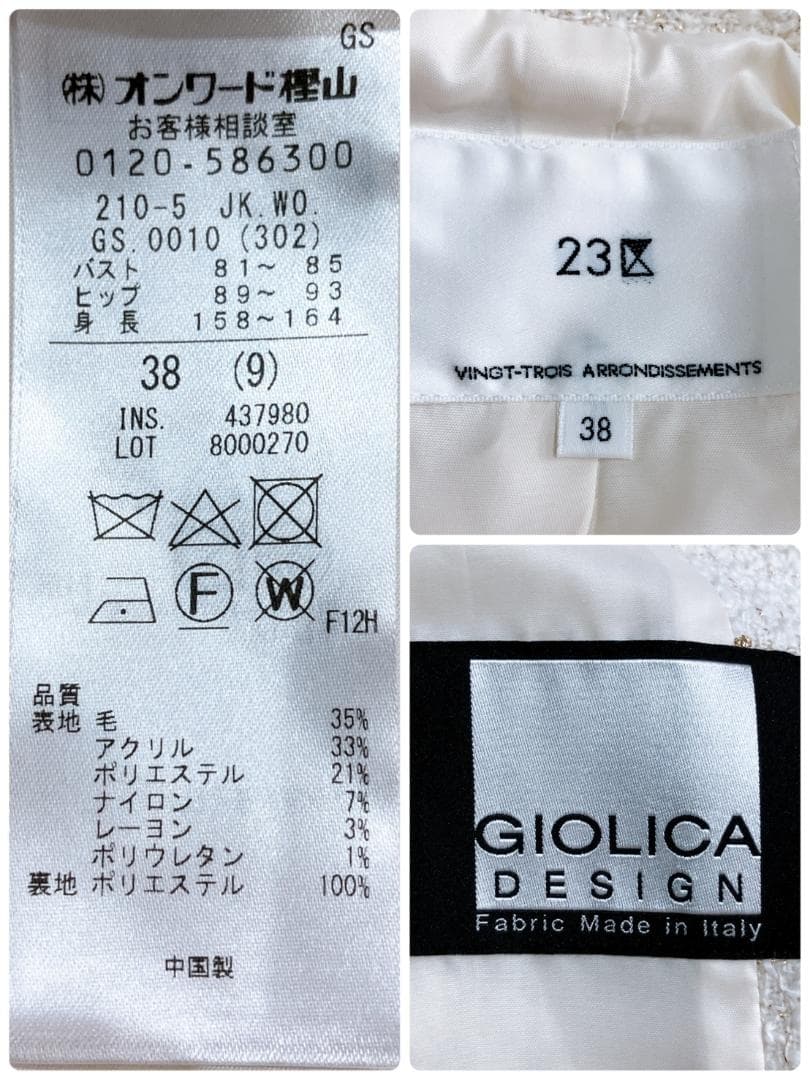 GS
㈱オンワード樫山
お客様相談室
0120-586300
210-5 JK.WO.
GS.0010 (302)
バスト 81～ 85
ヒップ 89～ 93
身長 158～164
38 (9)
INS. 437980
LOT 8000270
F
W
F12H
品質
表地 毛 35%
アクリル 33%
ポリエステル 21%
ナイロン 7%
レーヨン 3%
ポリウレタン 1%
裏地 ポリエステル 100%
中国製
23区
VINGT-TROIS ARRONDISSEMENTS
38
GIOLICA
DESIGN
Fabric Made in Italy